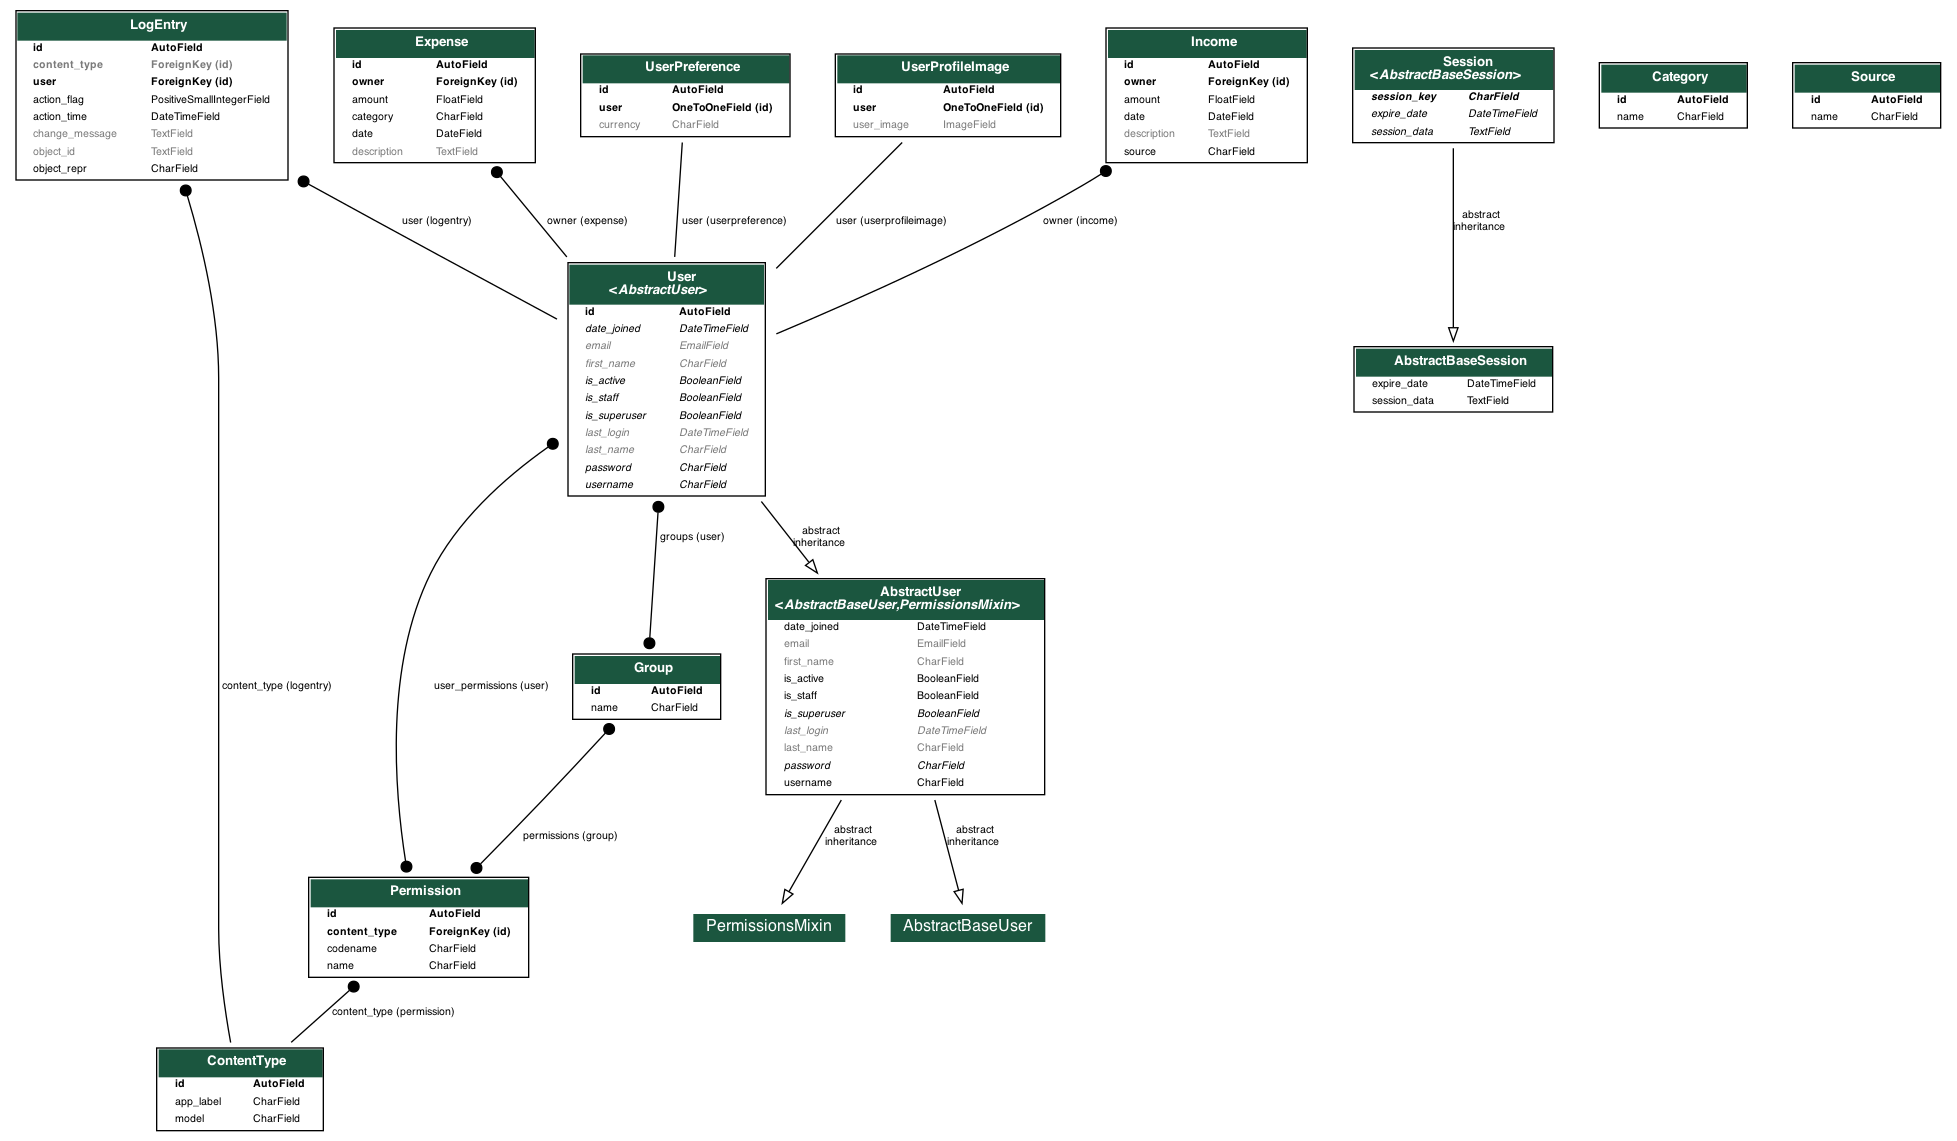 LogEntry
id AutoField
content_type ForeignKey (id)
user ForeignKey (id)
action_flag PositiveSmallIntegerField
action_time DateTimeField
change_message TextField
object_id TextField
object_repr CharField
Expense
id AutoField
owner ForeignKey (id)
amount FloatField
category CharField
date DateField
description TextField
UserPreference
id AutoField
user OneToOneField (id)
currency CharField
UserProfileImage
id AutoField
user OneToOneField (id)
user_image ImageField
Income
id AutoField
owner ForeignKey (id)
amount FloatField
date DateField
description TextField
source CharField
Session
<AbstractBaseSession>
session_key CharField
expire_date DateTimeField
session_data TextField
Category
id AutoField
name CharField
Source
id AutoField
name CharField
user (logentry)
owner (expense)
user (userpreference)
user (userprofileimage)
owner (income)
abstract
inheritance
User
<AbstractUser>
id AutoField
date_joined DateTimeField
email EmailField
first_name CharField
is_active BooleanField
is_staff BooleanField
is_superuser BooleanField
last_login DateTimeField
last_name CharField
password CharField
username CharField
AbstractBaseSession
expire_date DateTimeField
session_data TextField
groups (user)
abstract
inheritance
AbstractUser
<AbstractBaseUser,PermissionsMixin>
date_joined DateTimeField
email EmailField
first_name CharField
is_active BooleanField
is_staff BooleanField
is_superuser BooleanField
last_login DateTimeField
last_name CharField
password CharField
username CharField
content_type (logentry)
user_permissions (user)
Group
id AutoField
name CharField
permissions (group)
abstract
inheritance
abstract
inheritance
Permission
id AutoField
content_type ForeignKey (id)
codename CharField
name CharField
PermissionsMixin
AbstractBaseUser
content_type (permission)
ContentType
id AutoField
app_label CharField
model CharField